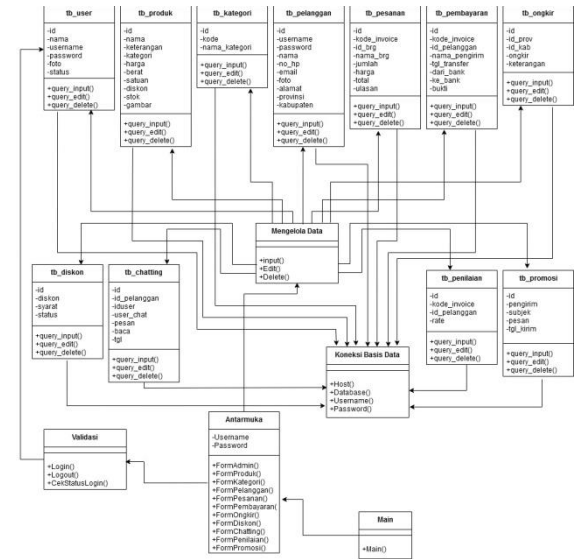 tb_user
-id
-nama
-username
-password
-foto
-status
+query_input()
+query_edit()
+query_delete()
tb_produk
-id
-nama
-keterangan
-kategori
-harga
-berat
-satuan
-diskon
-stok
-gambar
+query_input()
+query_edit()
+query_delete()
tb_kategori
-id
-kode
-nama_kategori
+query_input()
+query_edit()
+query_delete()
tb_pelanggan
-id
-username
-password
-nama
-no_hp
-email
-foto
-alamat
-provinsi
-kabupaten
+query_input()
+query_edit()
+query_delete()
tb_pesanan
-id
-kode_invoice
-id_brg
-nama_brg
-jumlah
-harga
-total
-ulasan
+query_input()
+query_edit()
+query_delete()
tb_pembayaran
-id
-kode_invoice
-id_pelanggan
-nama_pengirim
-tgl_transfer
-dari_bank
-ke_bank
-bukti
+query_input()
+query_edit()
+query_delete()
tb_ongkir
-id
-id_prov
-id_kab
-ongkir
-keterangan
+query_input()
+query_edit()
+query_delete()
Mengelola Data
+input()
+Edit()
+Delete()
tb_diskon
-id
-diskon
-syarat
-status
+query_input()
+query_edit()
+query_delete()
tb_chatting
-id
-id_pelanggan
-iduser
-user_chat
-pesan
-baca
-tgl
+query_input()
+query_edit()
+query_delete()
tb_penilaian
-id
-kode_invoice
-id_pelanggan
-rate
+query_input()
+query_edit()
+query_delete()
tb_promosi
-id
-pengirim
-subjek
-pesan
-tgl_kirim
+query_input()
+query_edit()
+query_delete()
Koneksi Basis Data
+Host()
+Database()
+Username()
+Password()
Validasi
+Login()
+Logout()
+CekStatusLogin()
Antarmuka
-Username
-Password
+FormAdmin()
+FormProduk()
+FormKategori()
+FormPelanggan()
+FormPesanan()
+FormPembayaran()
+FormOngkir()
+FormDiskon()
+FormChatting()
+FormPenilaian()
+FormPromosi()
Main
+Main()